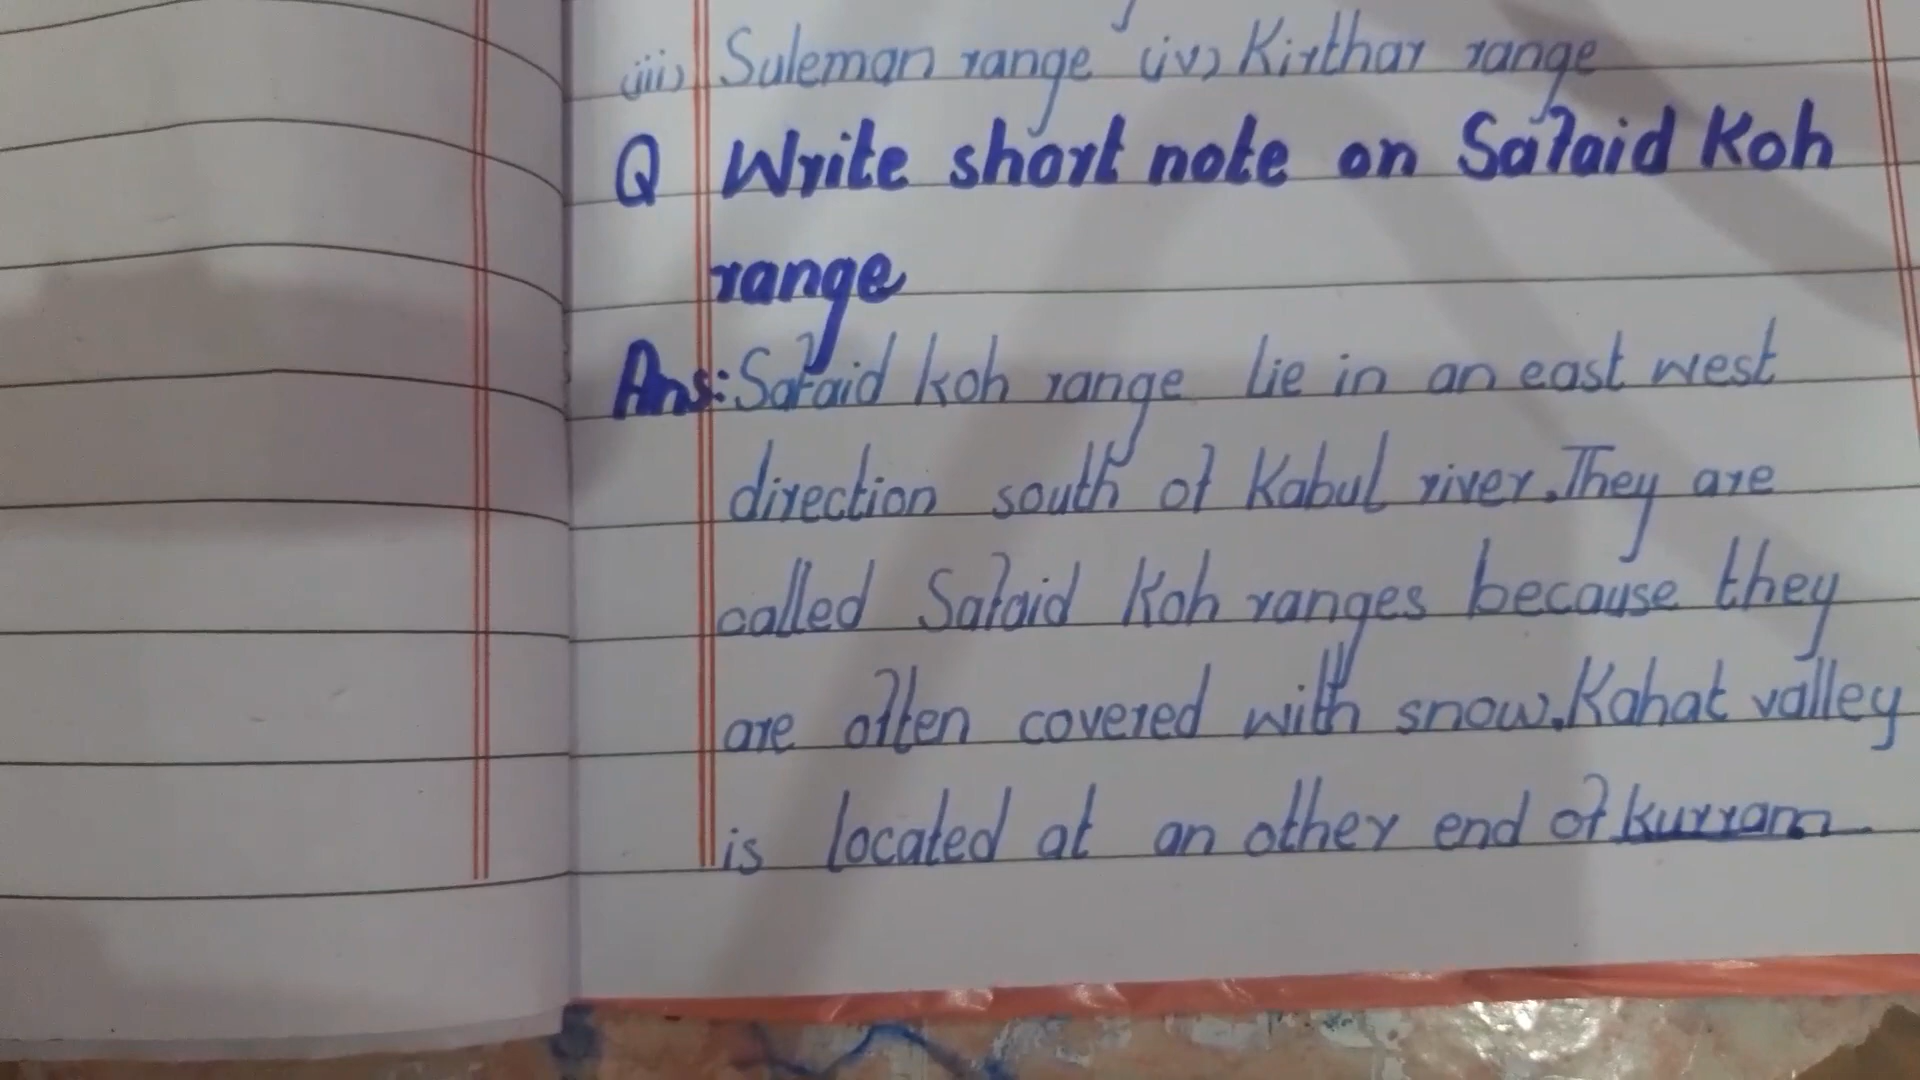 (iii) Suleman range (iv) Kirthar range
Q Write short note on Safaid Koh
range
Ans: Safaid koh range lie in an east west
direction south of Kabul river. They are
called Safaid Koh ranges because they
are often covered with snow. Kohat valley
is located at an other end of kurram